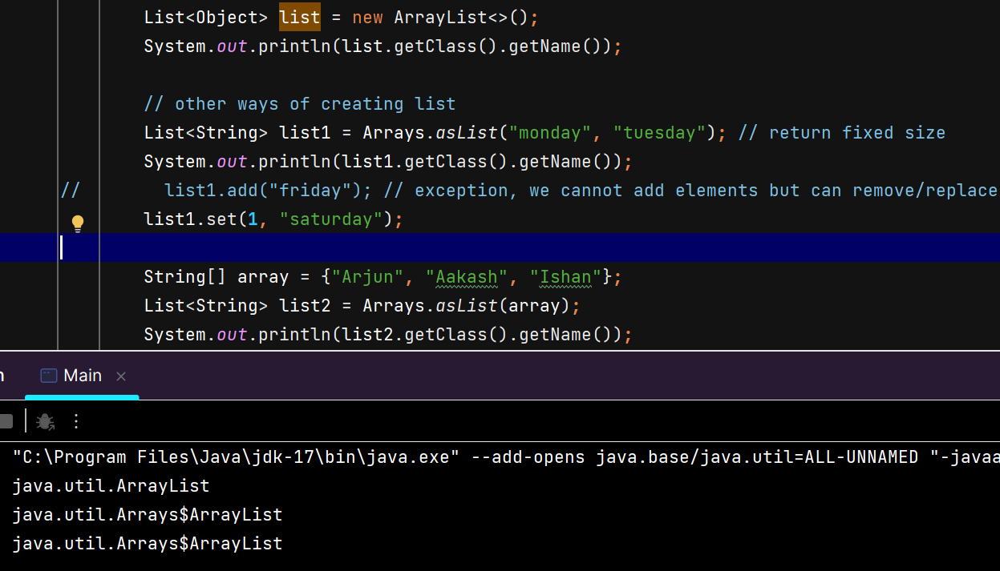 List<Object> list = new ArrayList<>();
System.out.println(list.getClass().getName());
// other ways of creating list
List<String> list1 = Arrays.asList("monday", "tuesday"); // return fixed size
System.out.println(list1.getClass().getName());
// list1.add("friday"); // exception, we cannot add elements but can remove/replace
list1.set(1, "saturday");
String[] array = {"Arjun", "Aakash", "Ishan"};
List<String> list2 = Arrays.asList(array);
System.out.println(list2.getClass().getName());
Main
"C:\Program Files\Java\jdk-17\bin\java.exe" --add-opens java.base/java.util=ALL-UNNAMED "-javaa
java.util.ArrayList
java.util.Arrays$ArrayList
java.util.Arrays$ArrayList